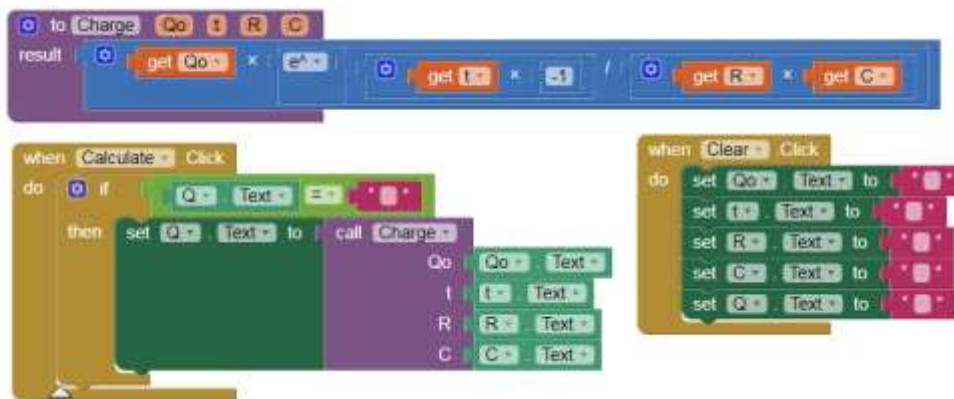 to Charge Qo t R C
result get Qo × e^ get t × -1 / get R × get C
when Calculate Click
do if Q . Text = " "
then set Q . Text to call Charge
Qo Qo . Text
t t . Text
R R . Text
C C . Text
when Clear Click
do set Qo . Text to " "
set t . Text to " "
set R . Text to " "
set C . Text to " "
set Q . Text to " "